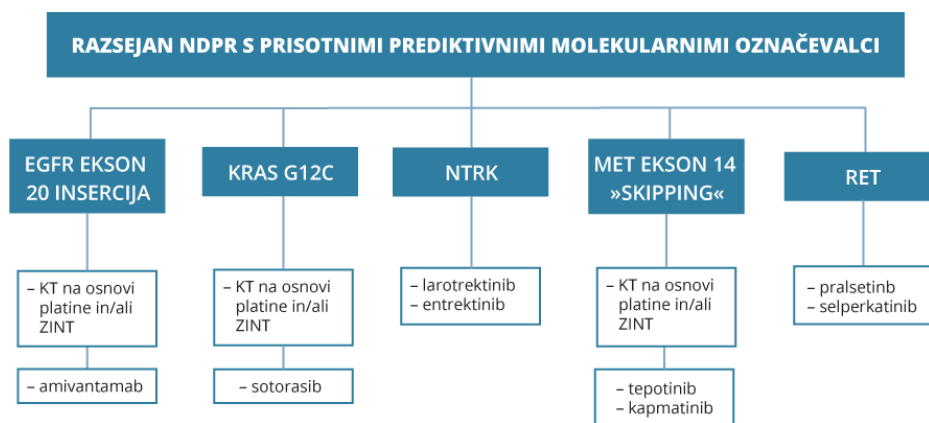 RAZSEJAN NDPR S PRISOTNIMI PREDIKTIVNIMI MOLEKULARNIMI OZNAČEVALCI
EGFR EKSON
20 INSERCIJA
KRAS G12C
NTRK
MET EKSON 14
»SKIPPING«
RET
– KT na osnovi
platine in/ali
ZINT
– KT na osnovi
platine in/ali
ZINT
– larotrektinib
– entrektinib
– KT na osnovi
platine in/ali
ZINT
– pralsetinb
– selperkatinib
– amivantamab
– sotorasib
– tepotinib
– kapmatinib